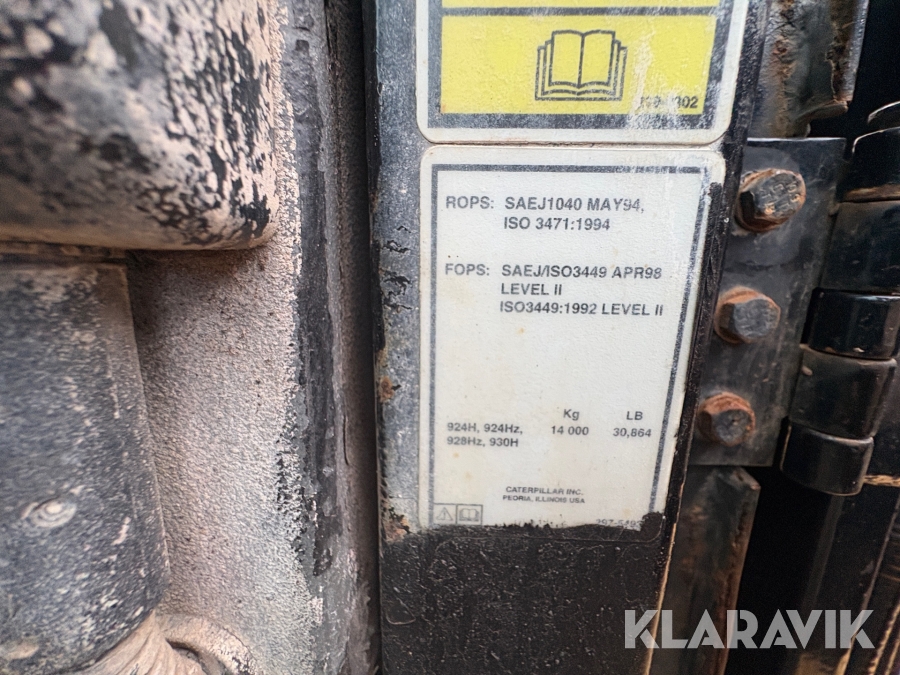 ROPS: SAEJ1040 MAY94,
ISO 3471:1994
FOPS: SAEJ/ISO3449 APR98
LEVEL II
ISO3449:1992 LEVEL II
Kg LB
924H, 924Hz, 14 000 30,864
928Hz, 930H
CATERPILLAR INC.
PEORIA, ILLINOIS USA
KLARAVIK